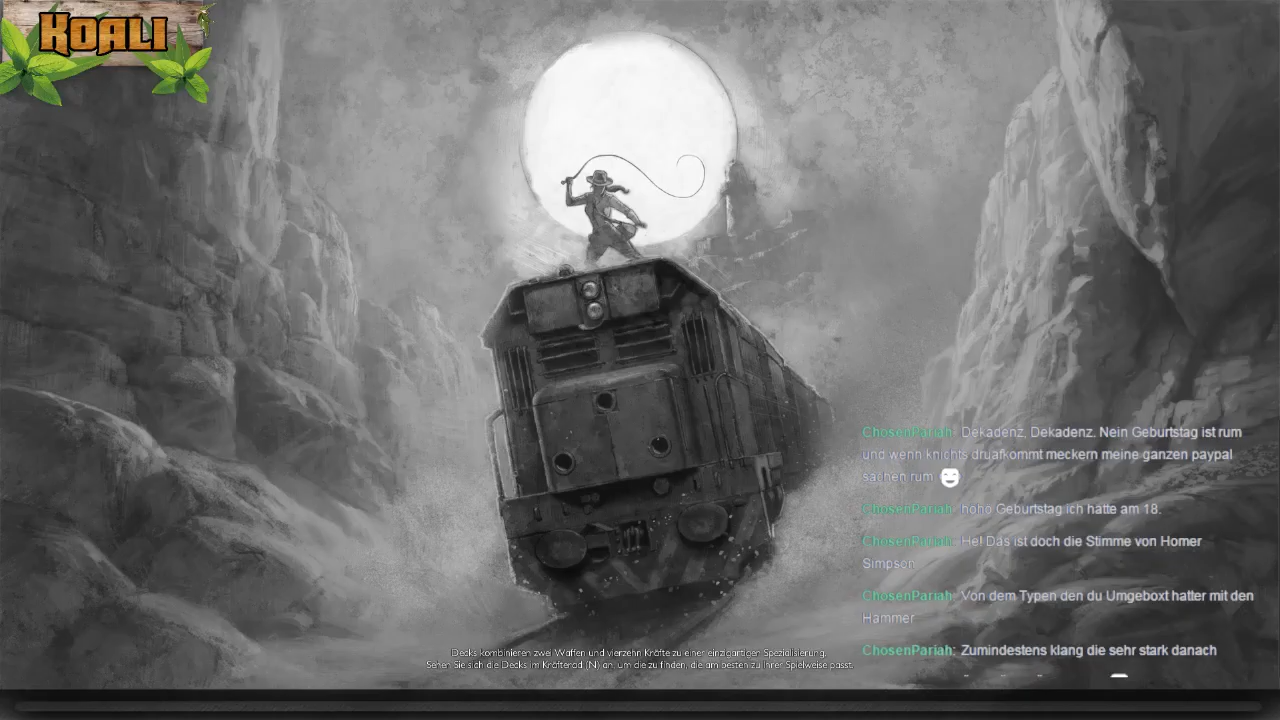 KOALI
ChosenPariah: Dekadenz, Dekadenz. Nein Geburtstag ist rum
und wenn knichts druafkommt meckern meine ganzen paypal
sachen rum
ChosenPariah: hoho Geburtstag ich hatte am 18.
ChosenPariah: He! Das ist doch die Stimme von Homer
Simpson
ChosenPariah: Von dem Typen den du Umgeboxt hatter mit den
Hammer
ChosenPariah: Zumindestens klang die sehr stark danach
Decks kombinieren zwei Waffen und vierzehn Kräfte zu einer einzigartigen Spezialisierung.
Sehen Sie sich die Decks im Kräfterad (N) an, um die zu finden, die am besten zu Ihrer Spielweise passt.